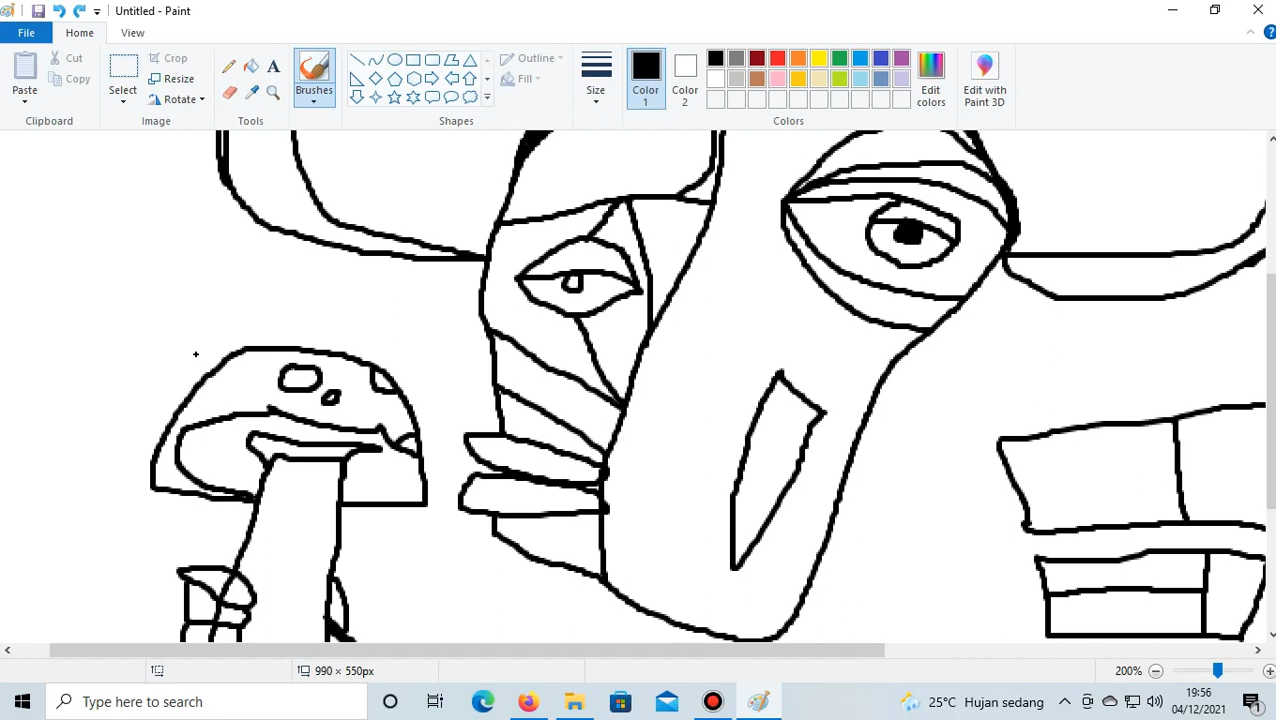 Untitled - Paint
File
Home
View
Paste
Cut
Copy
Clipboard
Select
Crop
Resize
Rotate
Image
A
Tools
Brushes
Shapes
Outline
Fill
Size
Color 1
Color 2
Edit colors
Edit with Paint 3D
Colors
990 × 550px
200%
Type here to search
25°C Hujan sedang
19:56
04/12/2021